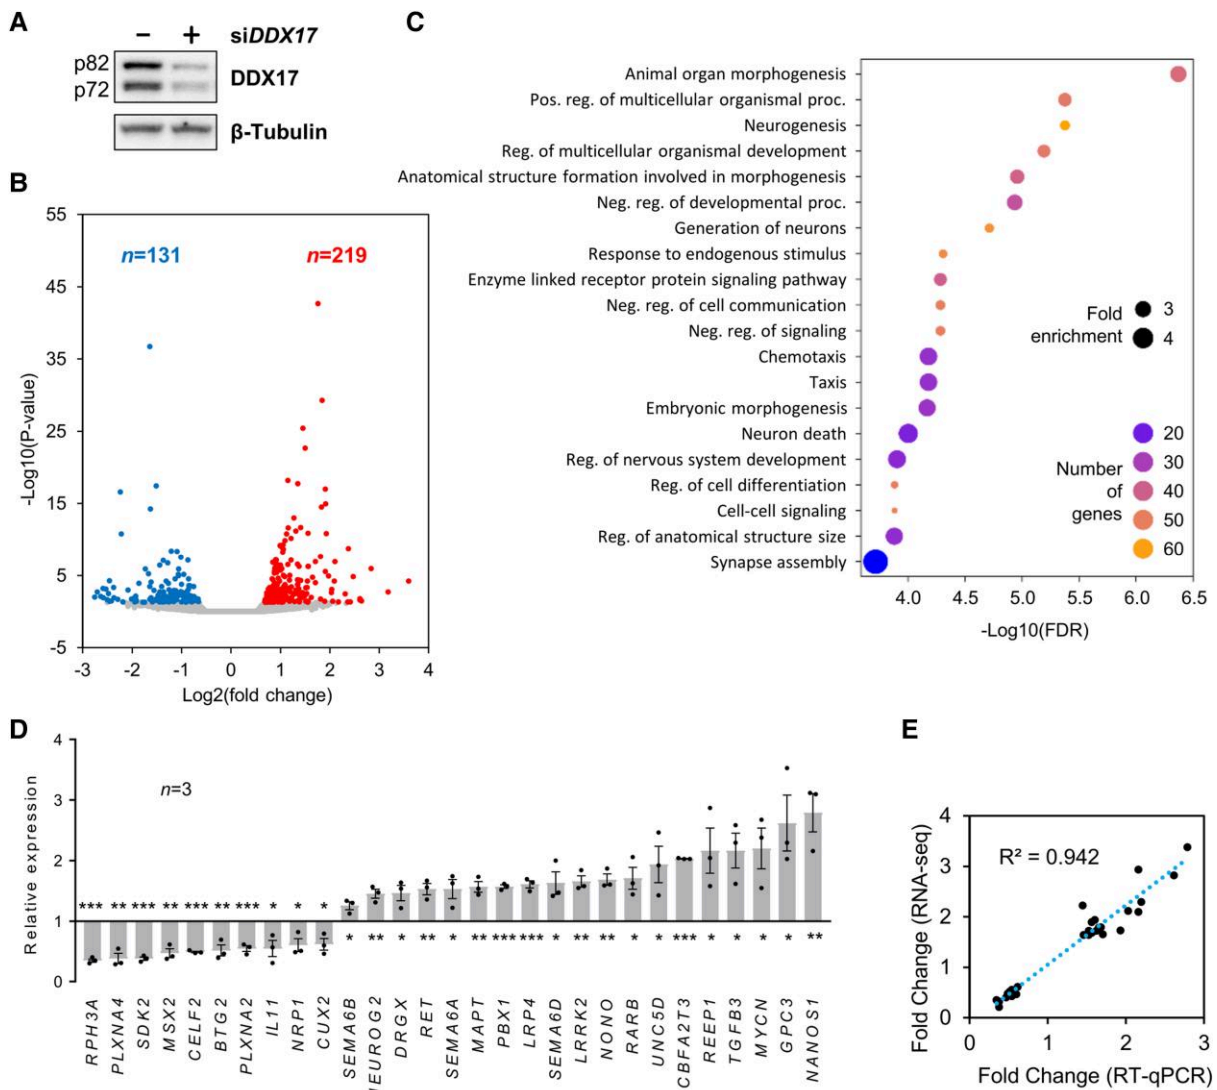 A
− + siDDX17
p82
p72
DDX17
β-Tubulin
B
55
45
35
25
15
5
-5
-Log10(P-value)
n=131
n=219
-3 -2 -1 0 1 2 3 4
Log2(fold change)
C
Animal organ morphogenesis
Pos. reg. of multicellular organismal proc.
Neurogenesis
Reg. of multicellular organismal development
Anatomical structure formation involved in morphogenesis
Neg. reg. of developmental proc.
Generation of neurons
Response to endogenous stimulus
Enzyme linked receptor protein signaling pathway
Neg. reg. of cell communication
Neg. reg. of signaling
Chemotaxis
Taxis
Embryonic morphogenesis
Neuron death
Reg. of nervous system development
Reg. of cell differentiation
Cell-cell signaling
Reg. of anatomical structure size
Synapse assembly
Fold
enrichment
3
4
Number
of
genes
20
30
40
50
60
4.0 4.5 5.0 5.5 6.0 6.5
-Log10(FDR)
D
Relative expression
4
3
2
1
0
n=3
*** ** *** ** *** ** *** * * *
* ** * ** * ** *** *** * ** ** * * *** * * * * **
RPH3A
PLXNA4
SDK2
MSX2
CELF2
BTG2
PLXNA2
IL11
NRP1
CUX2
SEMA6B
IEUROG2
DRGX
RET
SEMA6A
MAPT
PBX1
LRP4
SEMA6D
LRRK2
NONO
RARB
UNC5D
CBFA2T3
REEP1
TGFB3
MYCN
GPC3
NANOS1
E
Fold Change (RNA-seq)
4
3
2
1
0
R² = 0.942
0 1 2 3
Fold Change (RT-qPCR)